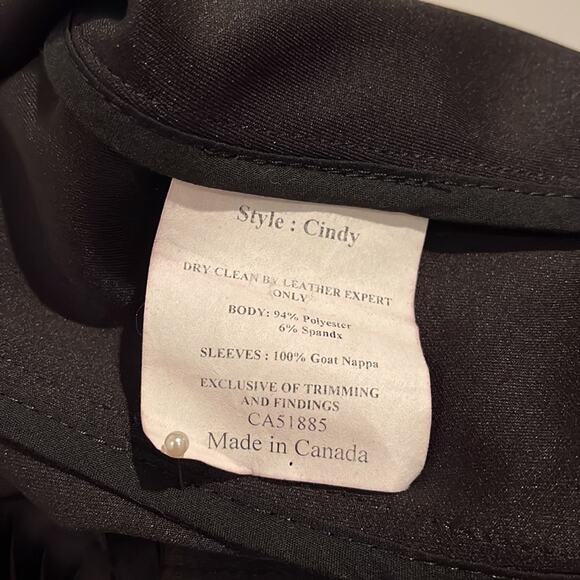 Style : Cindy
DRY CLEAN BY LEATHER EXPERT
ONLY
BODY: 94% Polyester
6% Spandx
SLEEVES : 100% Goat Nappa
EXCLUSIVE OF TRIMMING
AND FINDINGS
CA51885
Made in Canada